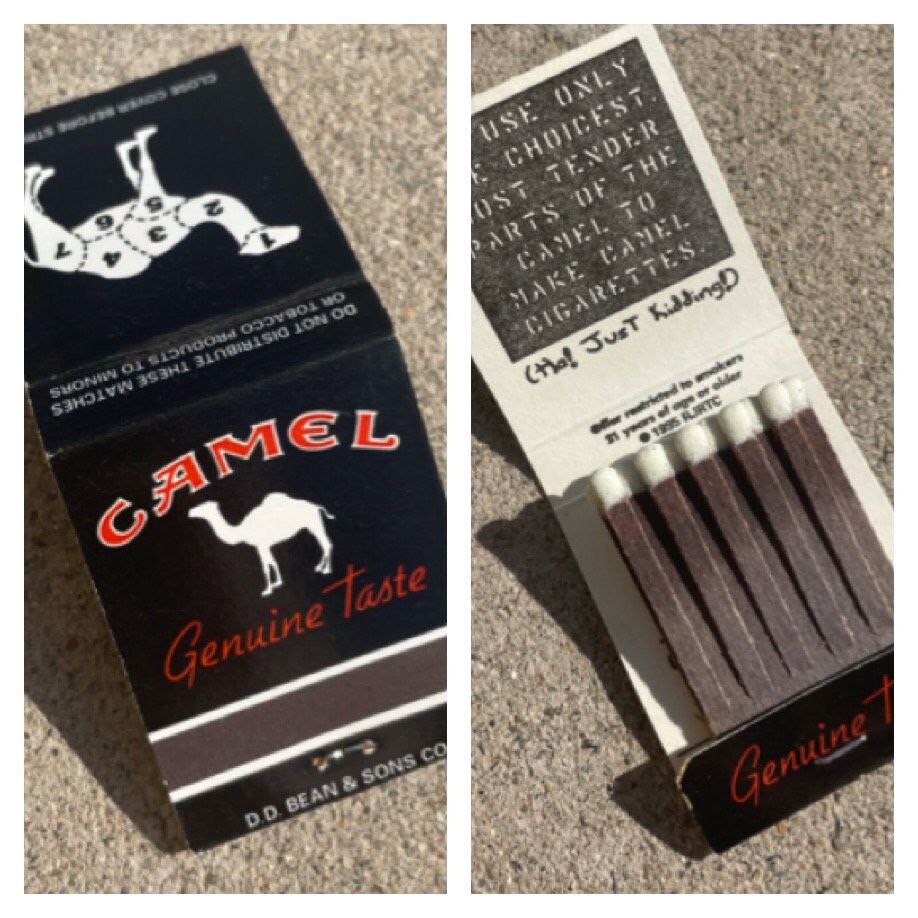 CLOSE COVER BEFORE
1
2
3
4
5
6
7
DO NOT DISTRIBUTE THESE MATCHES
OR TOBACCO PRODUCTS TO MINORS
CAMEL
Genuine Taste
D.D. BEAN & SONS CO
USE ONLY
CHOICEST.
TENDER
PARTS OF THE
CAMEL TO
MAKE CAMEL
CIGARETTES.
(Ha! JusT kidding!)
Offer restricted to smokers
21 years of age or older
© 1995 RJRTC
Genuine T